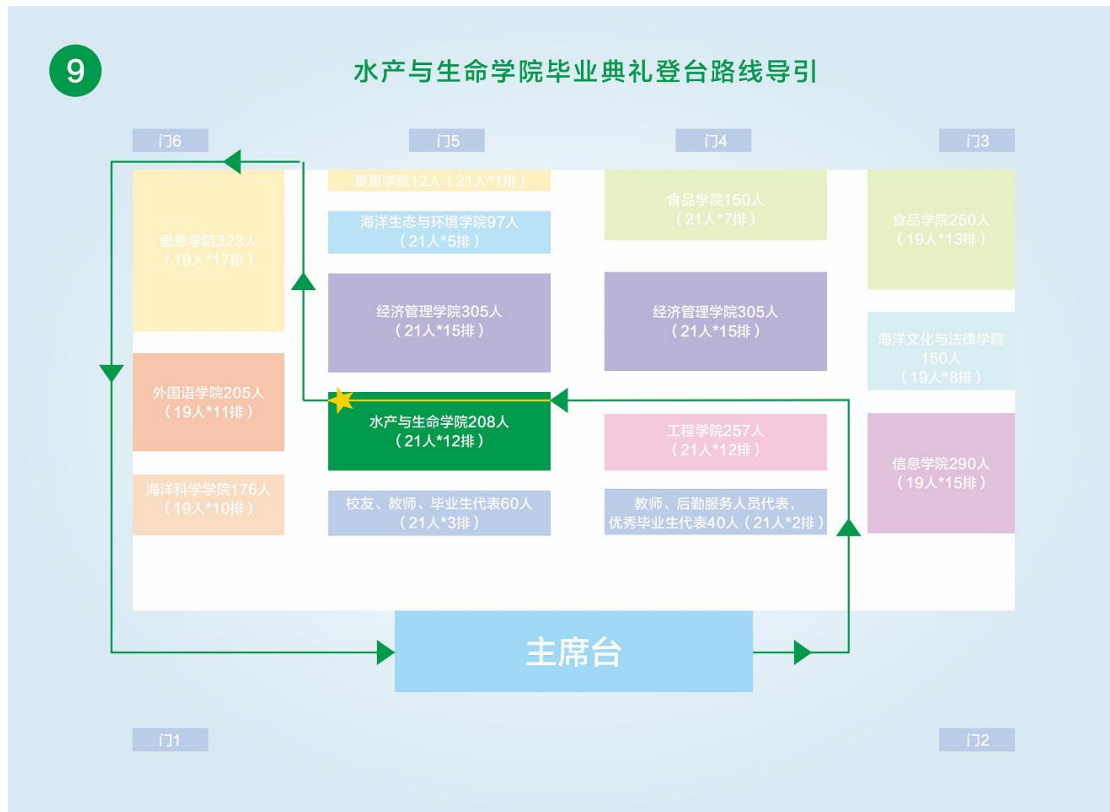 9
水产与生命学院毕业典礼登台路线导引
门6
门5
门4
门3
爱恩学院323人
（19人*17排）
外国语学院205人
（19人*11排）
海洋科学学院176人
（19人*10排）
爱恩学院12人（21人*1排）
海洋生态与环境学院97人
（21人*5排）
经济管理学院305人
（21人*15排）
水产与生命学院208人
（21人*12排）
校友、教师、毕业生代表60人
（21人*3排）
食品学院150人
（21人*7排）
经济管理学院305人
（21人*15排）
工程学院257人
（21人*12排）
教师、后勤服务人员代表，
优秀毕业生代表40人（21人*2排）
食品学院250人
（19人*13排）
海洋文化与法律学院
150人
（19人*8排）
信息学院290人
（19人*15排）
主席台
门1
门2